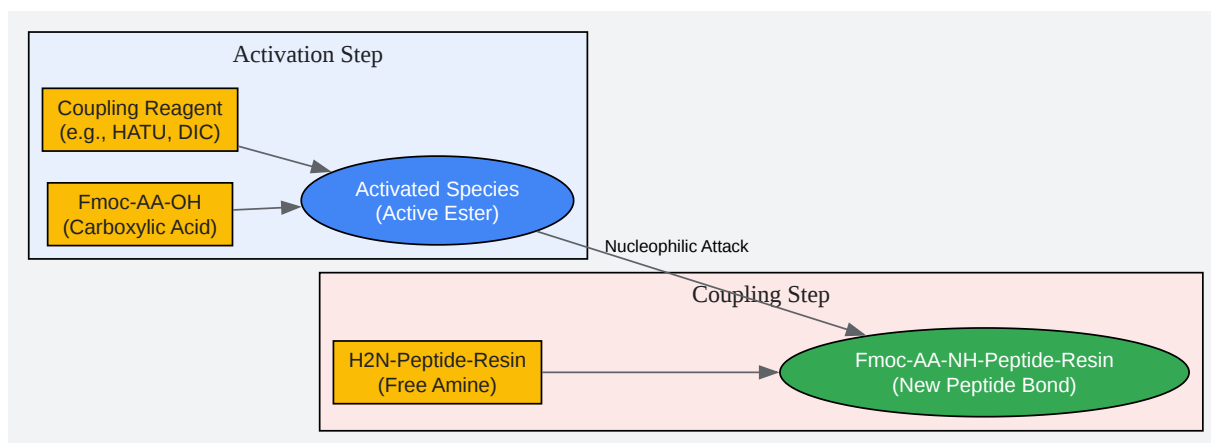 Activation Step
Coupling Reagent
(e.g., HATU, DIC)
Fmoc-AA-OH
(Carboxylic Acid)
Activated Species
(Active Ester)
Nucleophilic Attack
Coupling Step
H2N-Peptide-Resin
(Free Amine)
Fmoc-AA-NH-Peptide-Resin
(New Peptide Bond)